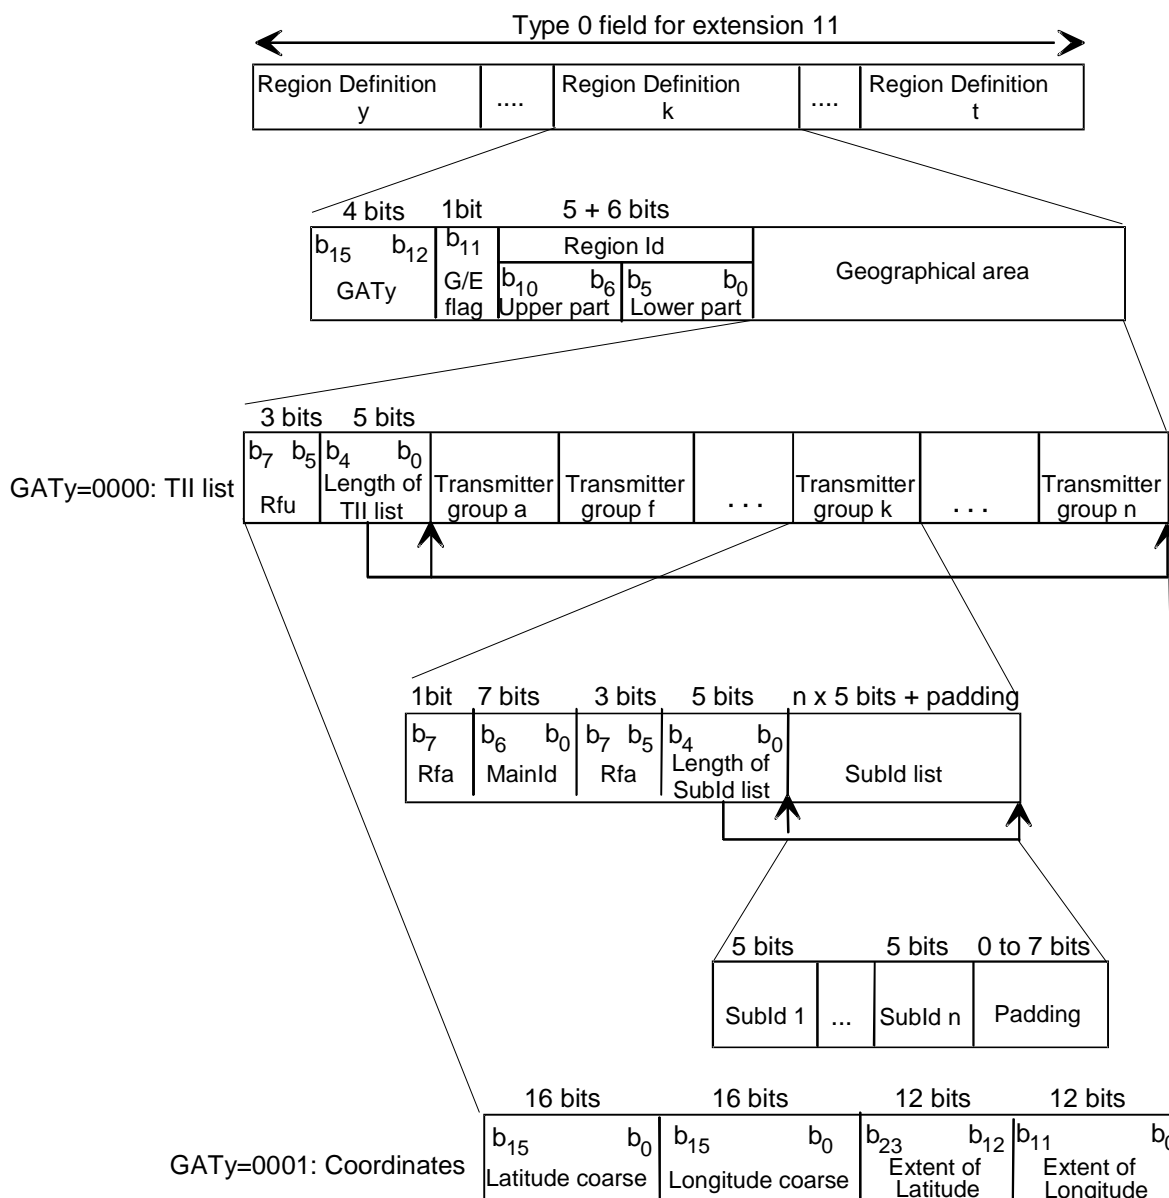 Type 0 field for extension 11
Region Definition y
....
Region Definition k
....
Region Definition t
4 bits 1bit 5 + 6 bits
b15 b12 b11 Region Id
GATy G/E flag b10 b6 b5 b0 Geographical area
Upper part Lower part
3 bits 5 bits
b7 b5 b4 b0
GATy=0000: TII list
Rfu
Length of TII list
Transmitter group a
Transmitter group f
. . .
Transmitter group k
. . .
Transmitter group n
1bit 7 bits 3 bits 5 bits n x 5 bits + padding
b7 b6 b0 b7 b5 b4 b0
Rfa MainId Rfa Length of SubId list SubId list
5 bits 5 bits 0 to 7 bits
SubId 1 ... SubId n Padding
16 bits 16 bits 12 bits 12 bits
b15 b0 b15 b0 b23 b12 b11 b0
GATy=0001: Coordinates
Latitude coarse
Longitude coarse
Extent of Latitude
Extent of Longitude